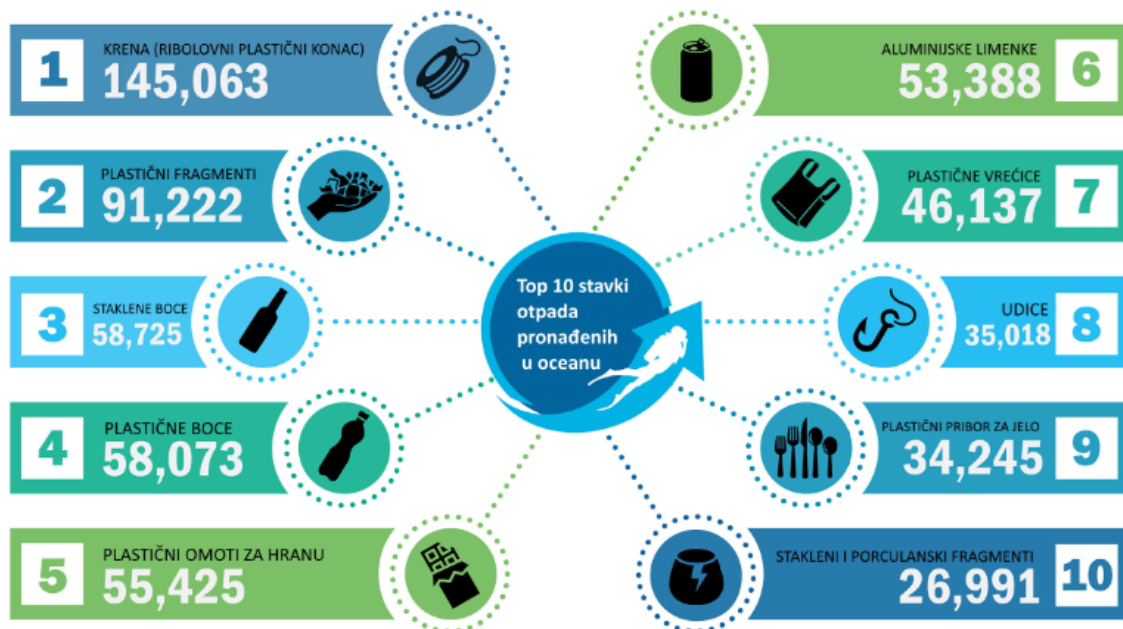 1
KRENA (RIBOLOVNI PLASTIČNI KONAC)
145,063
2
PLASTIČNI FRAGMENTI
91,222
3
STAKLENE BOCE
58,725
4
PLASTIČNE BOCE
58,073
5
PLASTIČNI OMOTI ZA HRANU
55,425
Top 10 stavki
otpada
pronađenih
u oceanu
ALUMINIJSKE LIMENKE
53,388
6
PLASTIČNE VREĆICE
46,137
7
UDICE
35,018
8
PLASTIČNI PRIBOR ZA JELO
34,245
9
STAKLENI I PORCULANSKI FRAGMENTI
26,991
10